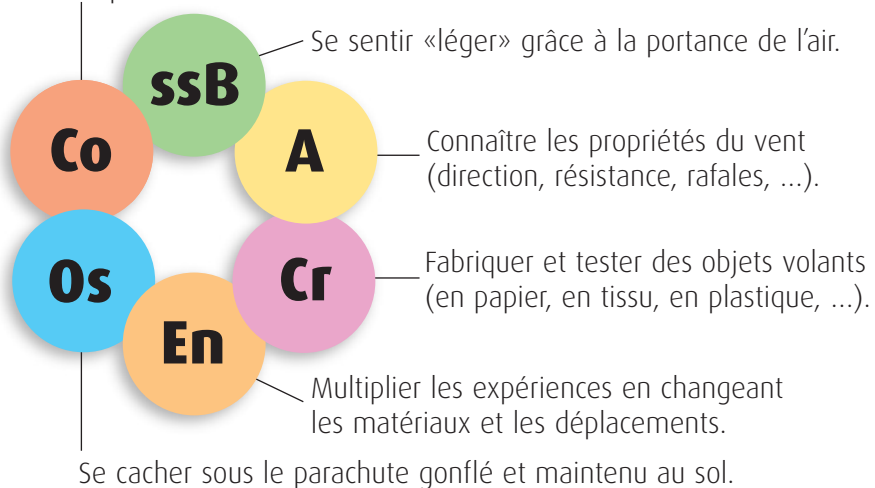 Se sentir «léger» grâce à la portance de l’air.
ssB
Co
A
Connaître les propriétés du vent
(direction, résistance, rafales, ...).
Os
Cr
Fabriquer et tester des objets volants
(en papier, en tissu, en plastique, ...).
En
Multiplier les expériences en changeant
les matériaux et les déplacements.
Se cacher sous le parachute gonflé et maintenu au sol.